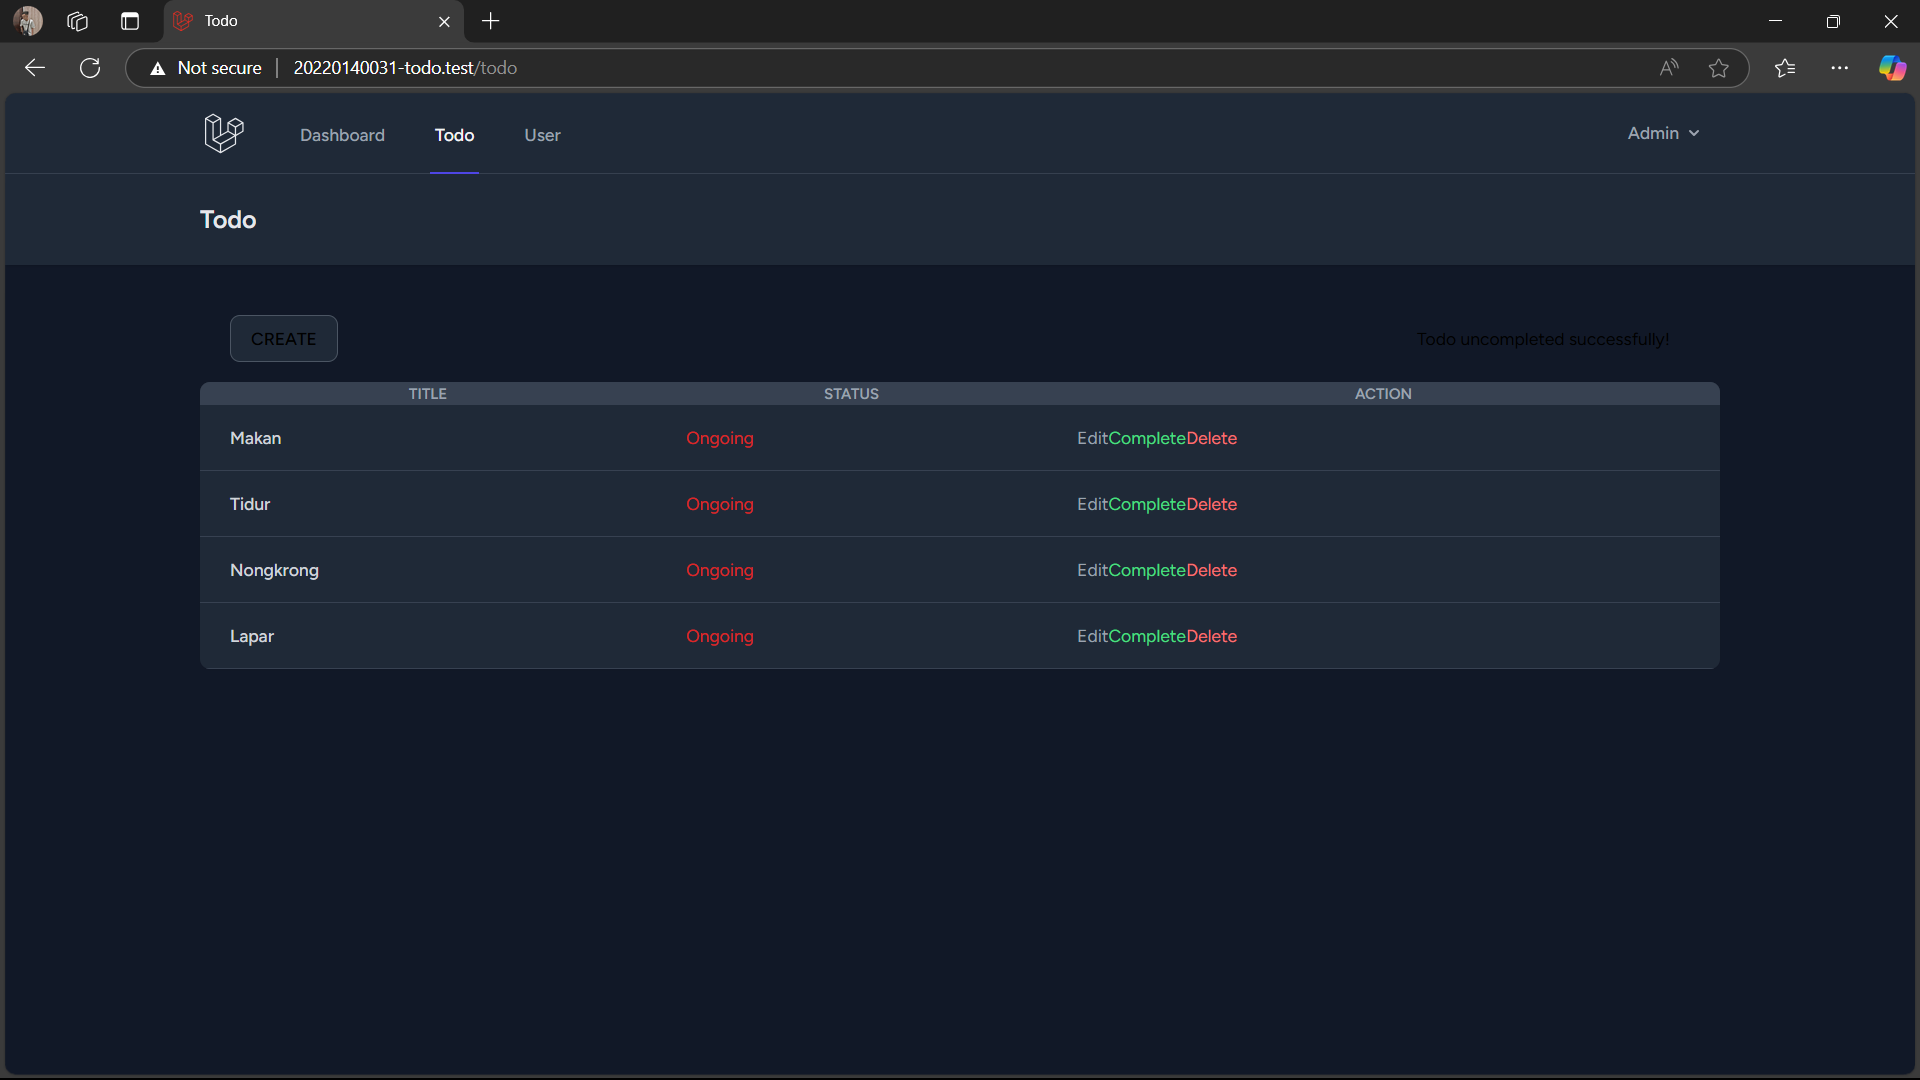 Todo
Not secure
20220140031-todo.test/todo
Dashboard Todo User Admin
Todo
CREATE Todo uncompleted successfully!
TITLE STATUS ACTION
Makan Ongoing EditCompleteDelete
Tidur Ongoing EditCompleteDelete
Nongkrong Ongoing EditCompleteDelete
Lapar Ongoing EditCompleteDelete